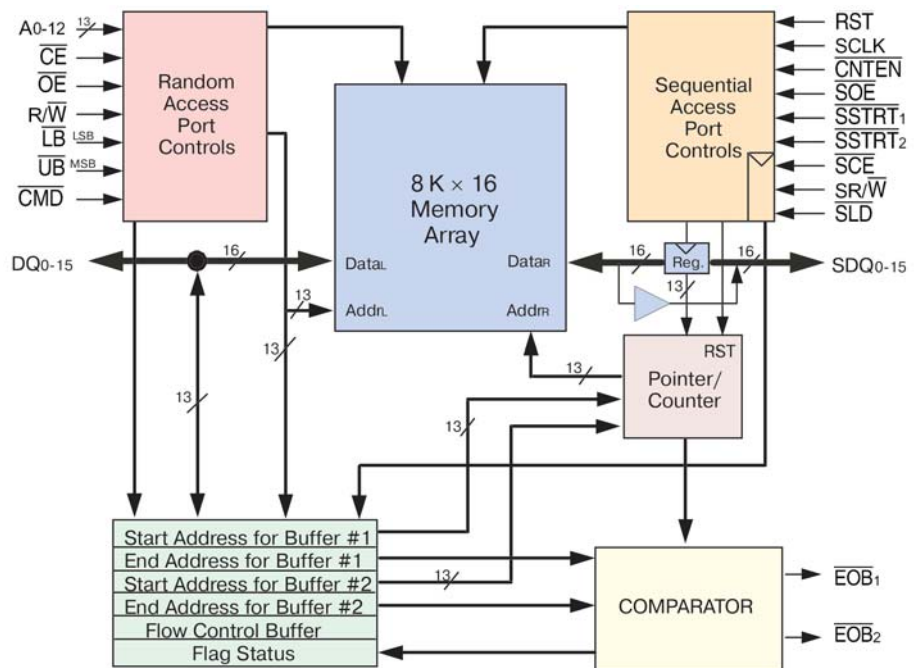 A0-12
13
CE
OE
R/W
LB LSB
UB MSB
CMD
Random
Access
Port
Controls
8 K × 16
Memory
Array
Sequential
Access
Port
Controls
RST
SCLK
CNTEN
SOE
SSTRT1
SSTRT2
SCE
SR/W
SLD
DQ0-15
16
DataL
DataR
16
Reg.
16
SDQ0-15
13
AddrL
AddrR
13
13
13
RST
Pointer/
Counter
13
13
13
Start Address for Buffer #1
End Address for Buffer #1
Start Address for Buffer #2
End Address for Buffer #2
Flow Control Buffer
Flag Status
13
COMPARATOR
EOB1
EOB2